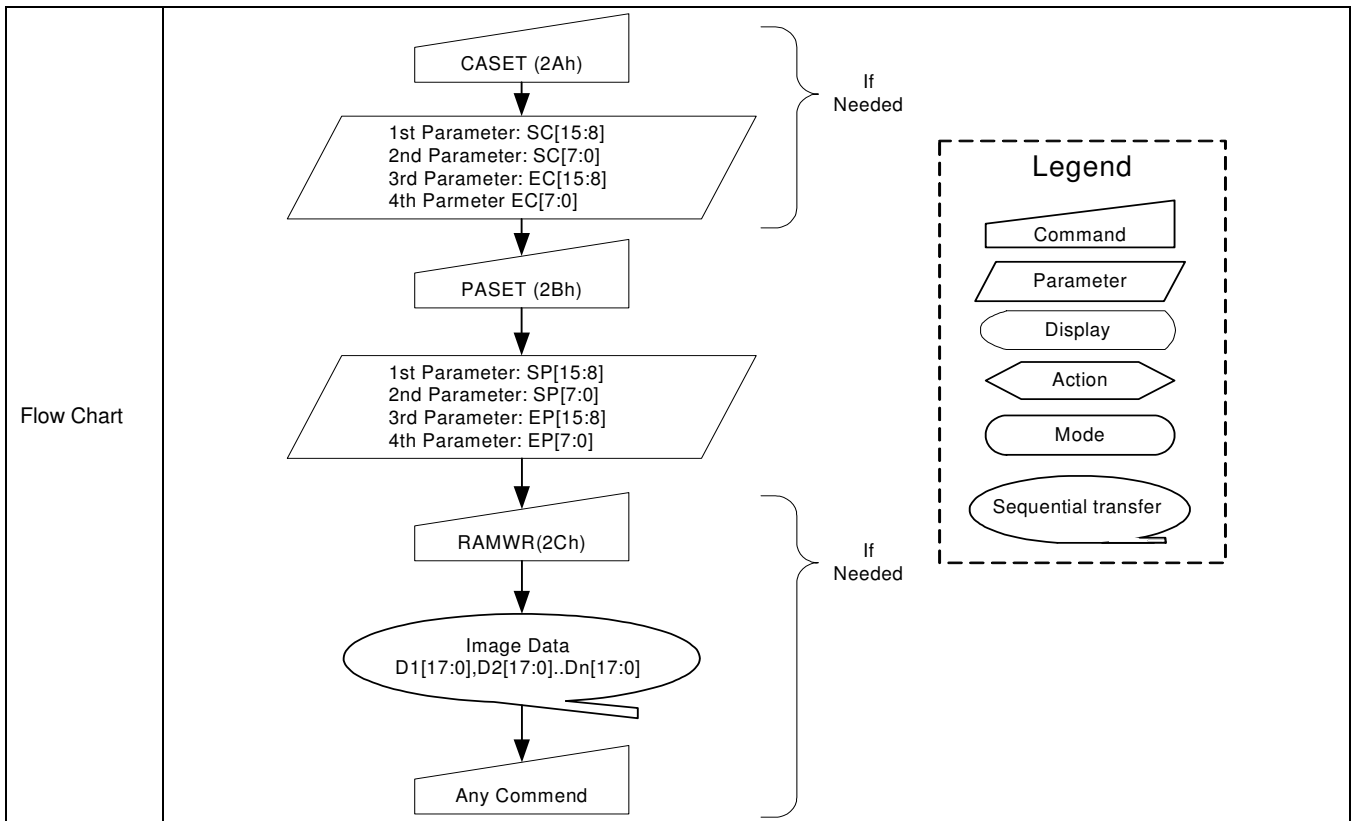 Flow Chart
CASET (2Ah)
If
Needed
1st Parameter: SC[15:8]
2nd Parameter: SC[7:0]
3rd Parameter: EC[15:8]
4th Parmeter EC[7:0]
PASET (2Bh)
1st Parameter: SP[15:8]
2nd Parameter: SP[7:0]
3rd Parameter: EP[15:8]
4th Parameter: EP[7:0]
RAMWR(2Ch)
If
Needed
Image Data
D1[17:0],D2[17:0]..Dn[17:0]
Any Commend
Legend
Command
Parameter
Display
Action
Mode
Sequential transfer